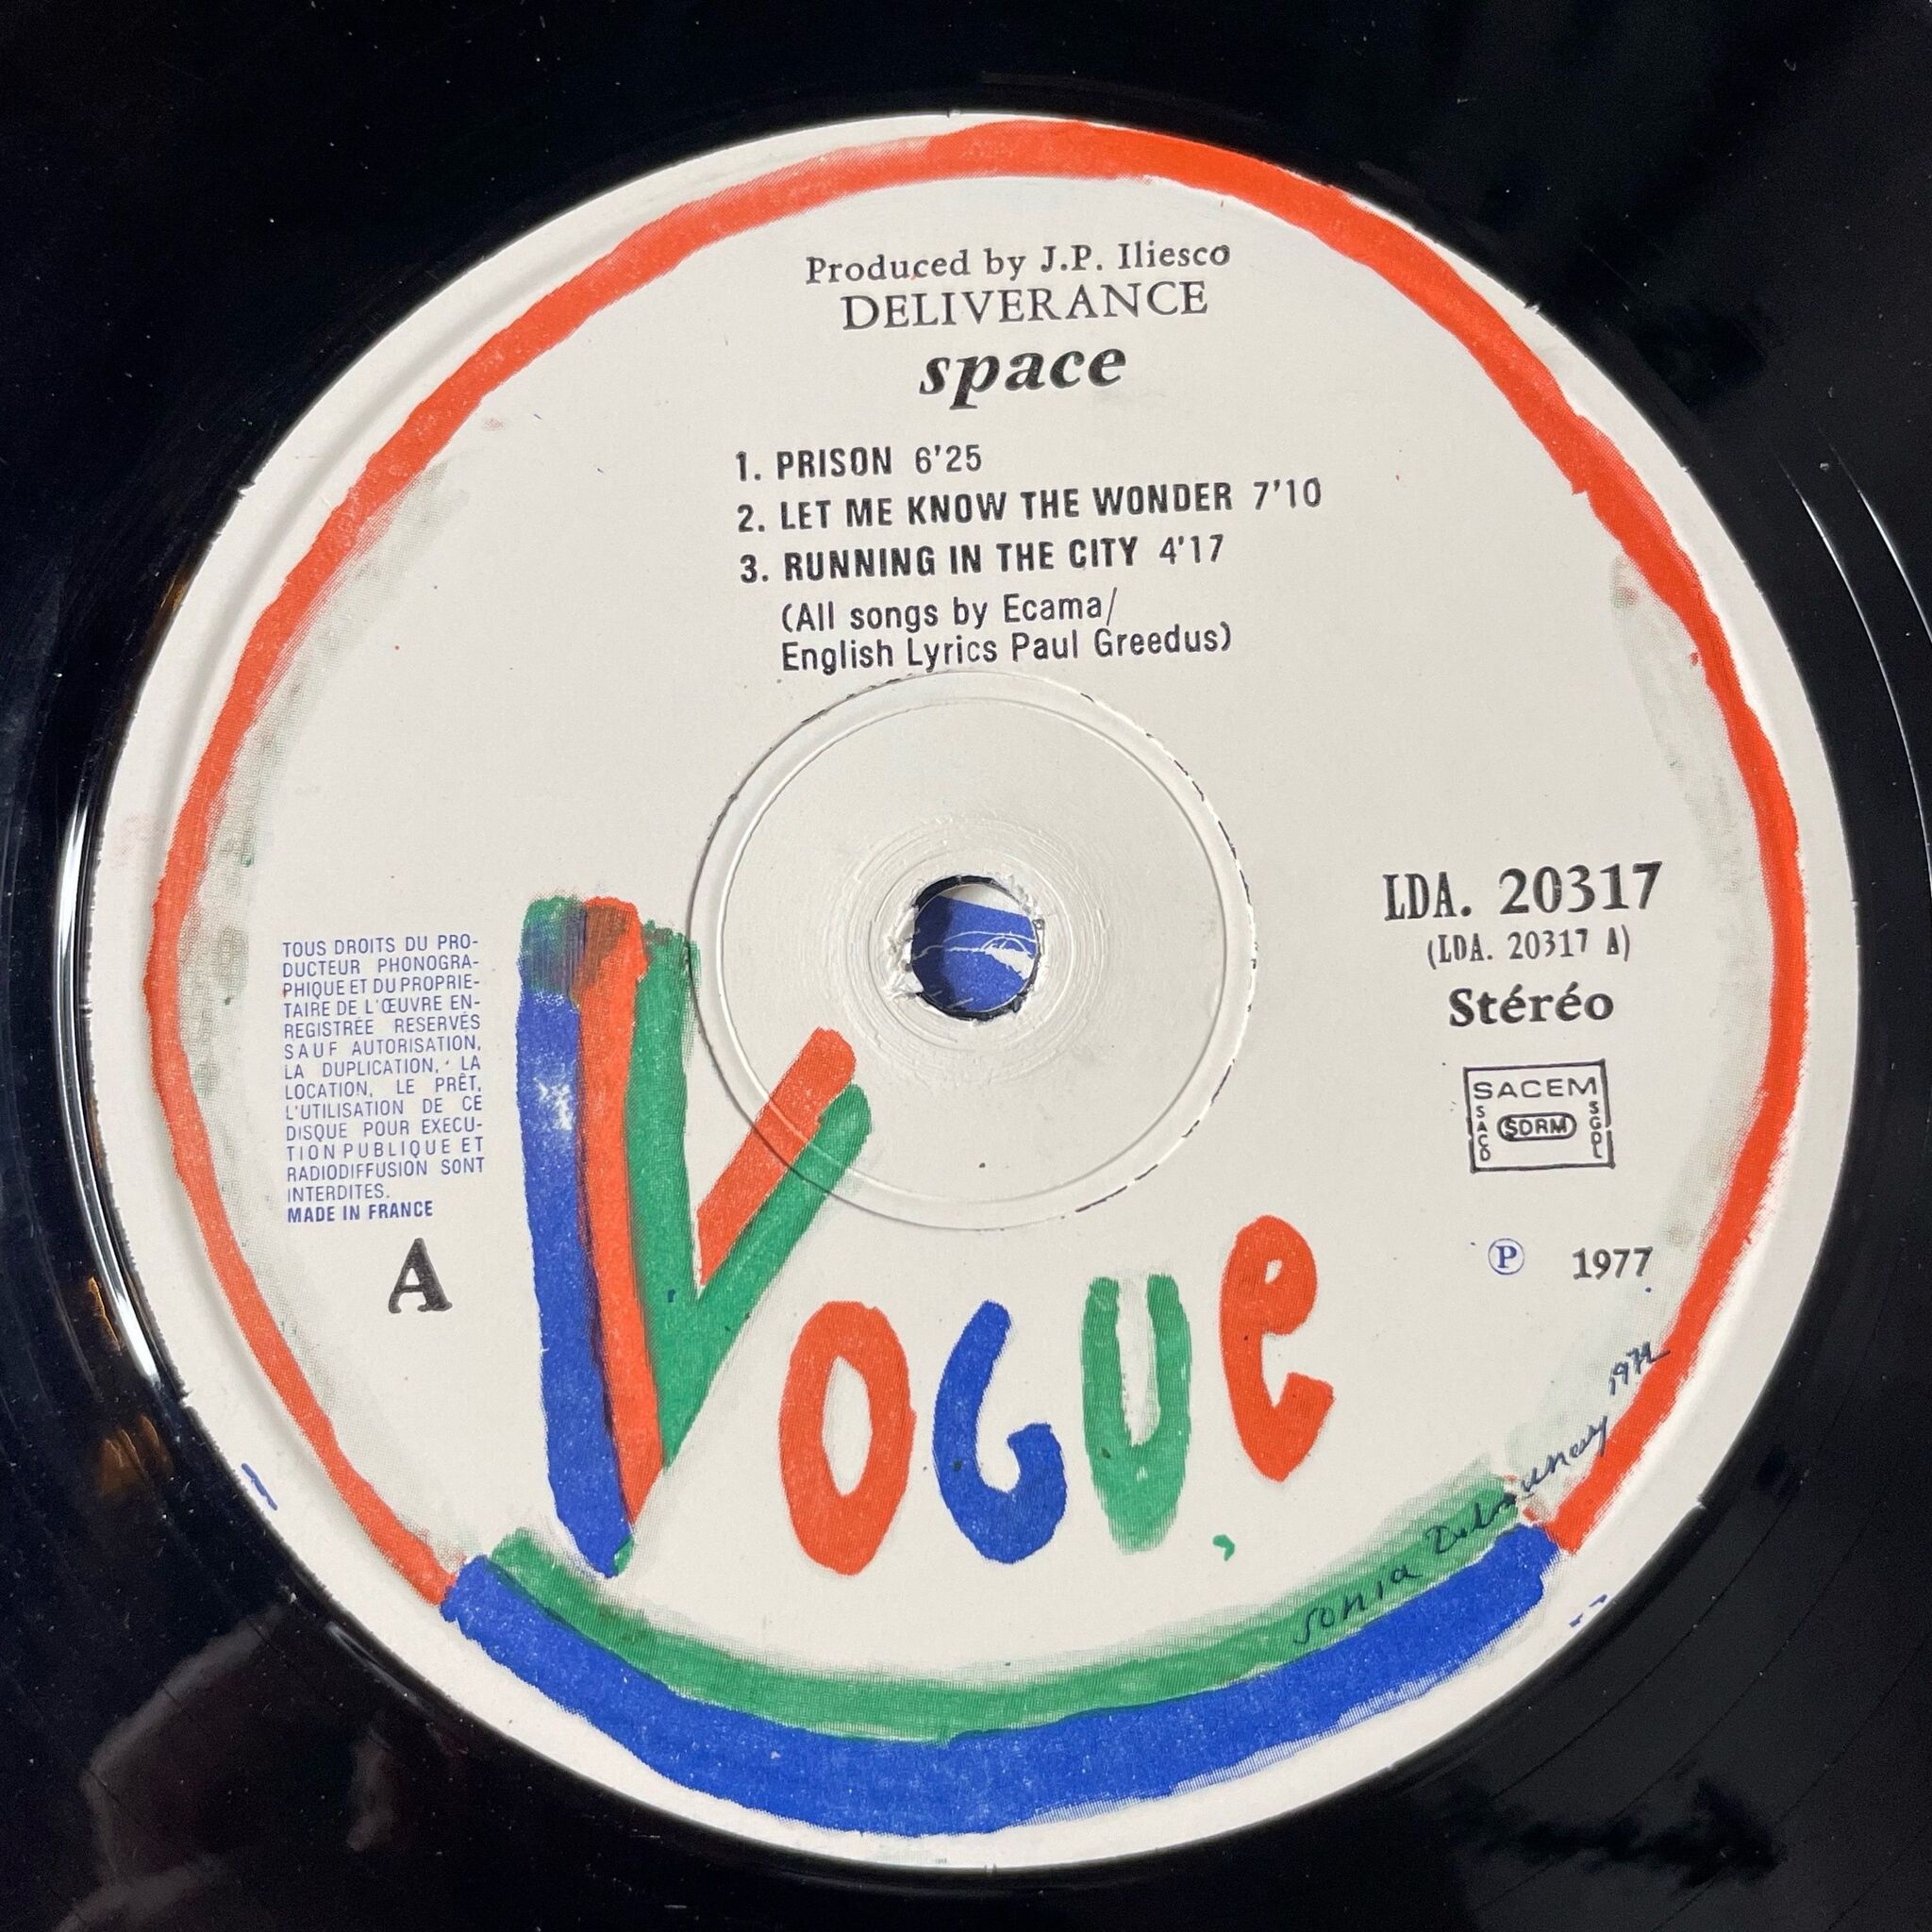 Produced by J.P. Iliesco
DELIVERANCE
space
1. PRISON 6'25
2. LET ME KNOW THE WONDER 7'10
3. RUNNING IN THE CITY 4'17
(All songs by Ecama/
English Lyrics Paul Greedus)
TOUS DROITS DU PRO-
DUCTEUR PHONOGRA-
PHIQUE ET DU PROPRIE-
TAIRE DE L'ŒUVRE EN-
REGISTRÉE RESERVÉS
SAUF AUTORISATION,
LA DUPLICATION, LA
LOCATION, LE PRÊT,
L'UTILISATION DE CE
DISQUE POUR EXECU-
TION PUBLIQUE ET
RADIODIFFUSION SONT
INTERDITES.
MADE IN FRANCE
A
LDA. 20317
(LDA. 20317 A)
Stéréo
SACEM
SACD
SDRM
SGDL
Ⓟ 1977
VOGUe
Sonia Delaunay